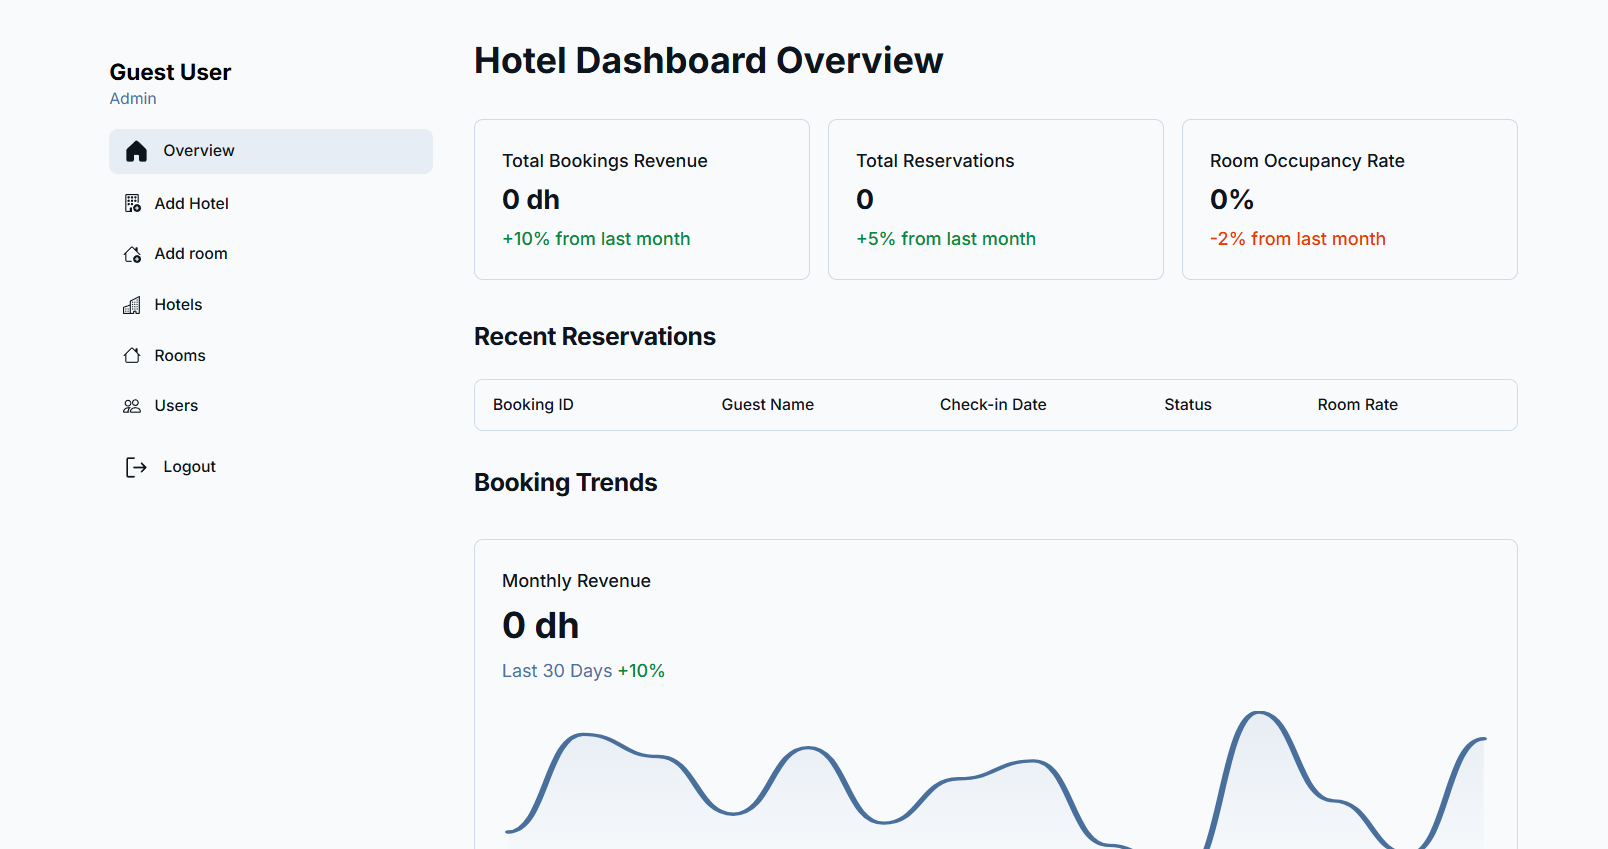 Guest User
Admin
Overview
Add Hotel
Add room
Hotels
Rooms
Users
Logout
Hotel Dashboard Overview
Total Bookings Revenue
0 dh
+10% from last month
Total Reservations
0
+5% from last month
Room Occupancy Rate
0%
-2% from last month
Recent Reservations
Booking ID Guest Name Check-in Date Status Room Rate
Booking Trends
Monthly Revenue
0 dh
Last 30 Days +10%